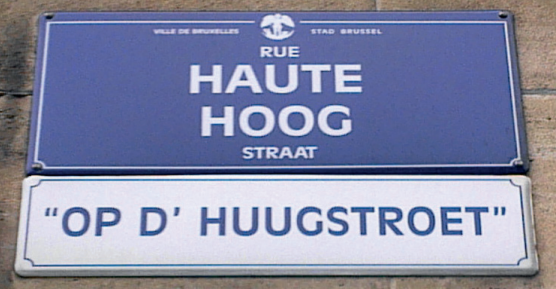 VILLE DE BRUXELLES STAD BRUSSEL
RUE
HAUTE
HOOG
STRAAT
"OP D' HUUGSTROET"